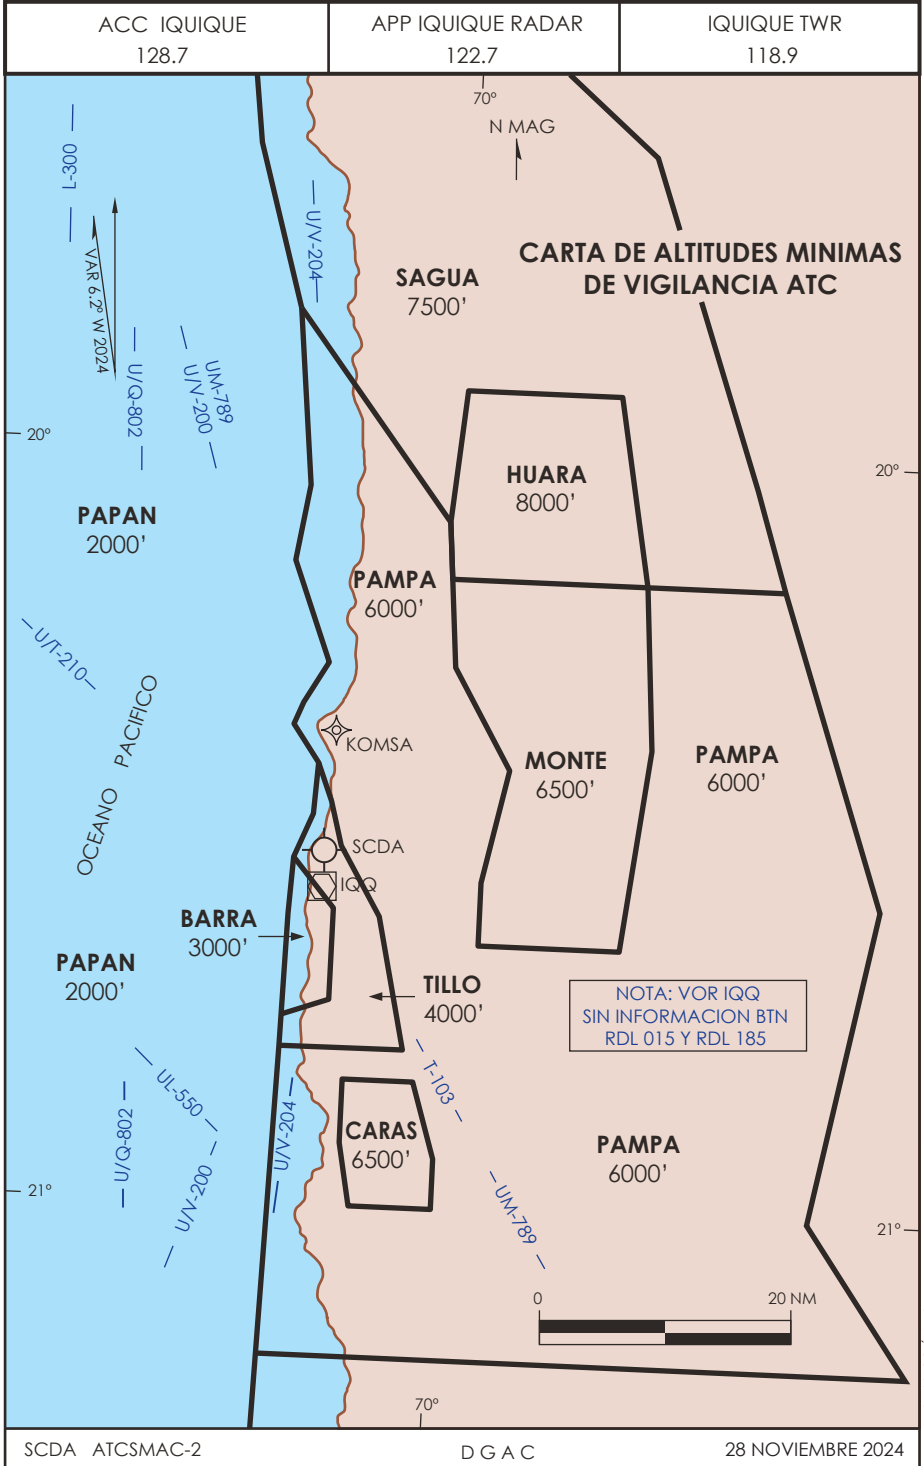 ACC IQUIQUE
128.7
APP IQUIQUE RADAR
122.7
IQUIQUE TWR
118.9
70°
N MAG
L-300
U/V-204
VAR 6.2° W 2024
CARTA DE ALTITUDES MINIMAS
DE VIGILANCIA ATC
SAGUA
7500'
UM-789
U/V-200
U/Q-802
20°
20°
HUARA
8000'
PAPAN
2000'
PAMPA
6000'
U/T-210
OCEANO PACIFICO
KOMSA
MONTE
6500'
PAMPA
6000'
SCDA
IQQ
BARRA
3000'
PAPAN
2000'
TILLO
4000'
NOTA: VOR IQQ
SIN INFORMACION BTN
RDL 015 Y RDL 185
UL-550
T-103
U/Q-802
U/V-204
CARAS
6500'
PAMPA
6000'
U/V-200
21°
UM-789
21°
0
20 NM
70°
SCDA ATCSMAC-2
D G A C
28 NOVIEMBRE 2024